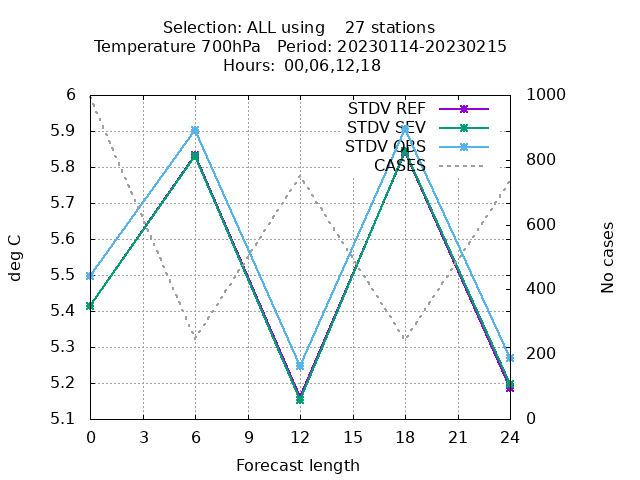 Selection: ALL using 27 stations
Temperature 700hPa Period: 20230114-20230215
Hours: 00,06,12,18
6
5.9
5.8
5.7
5.6
5.5
5.4
5.3
5.2
5.1
deg C
STDV REF
STDV SEV
STDV OBS
CASES
1000
800
600
400
200
0
No cases
0 3 6 9 12 15 18 21 24
Forecast length